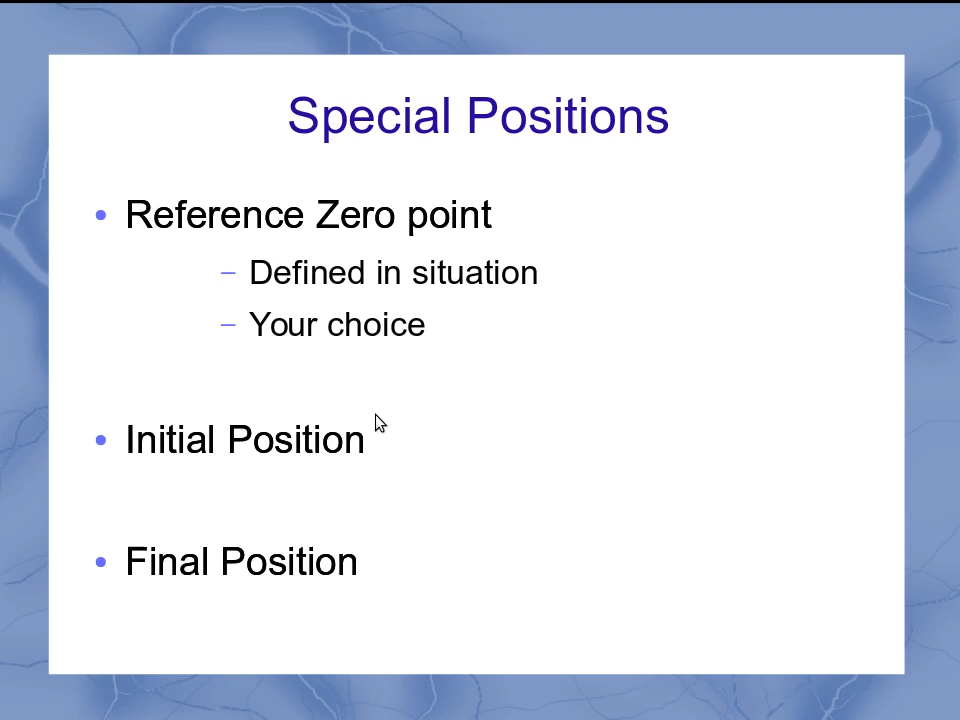 Special Positions
• Reference Zero point
– Defined in situation
– Your choice
• Initial Position
• Final Position